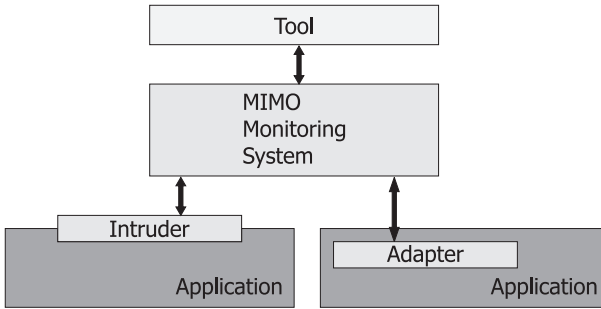 Tool
MIMO
Monitoring
System
Intruder
Application
Adapter
Application